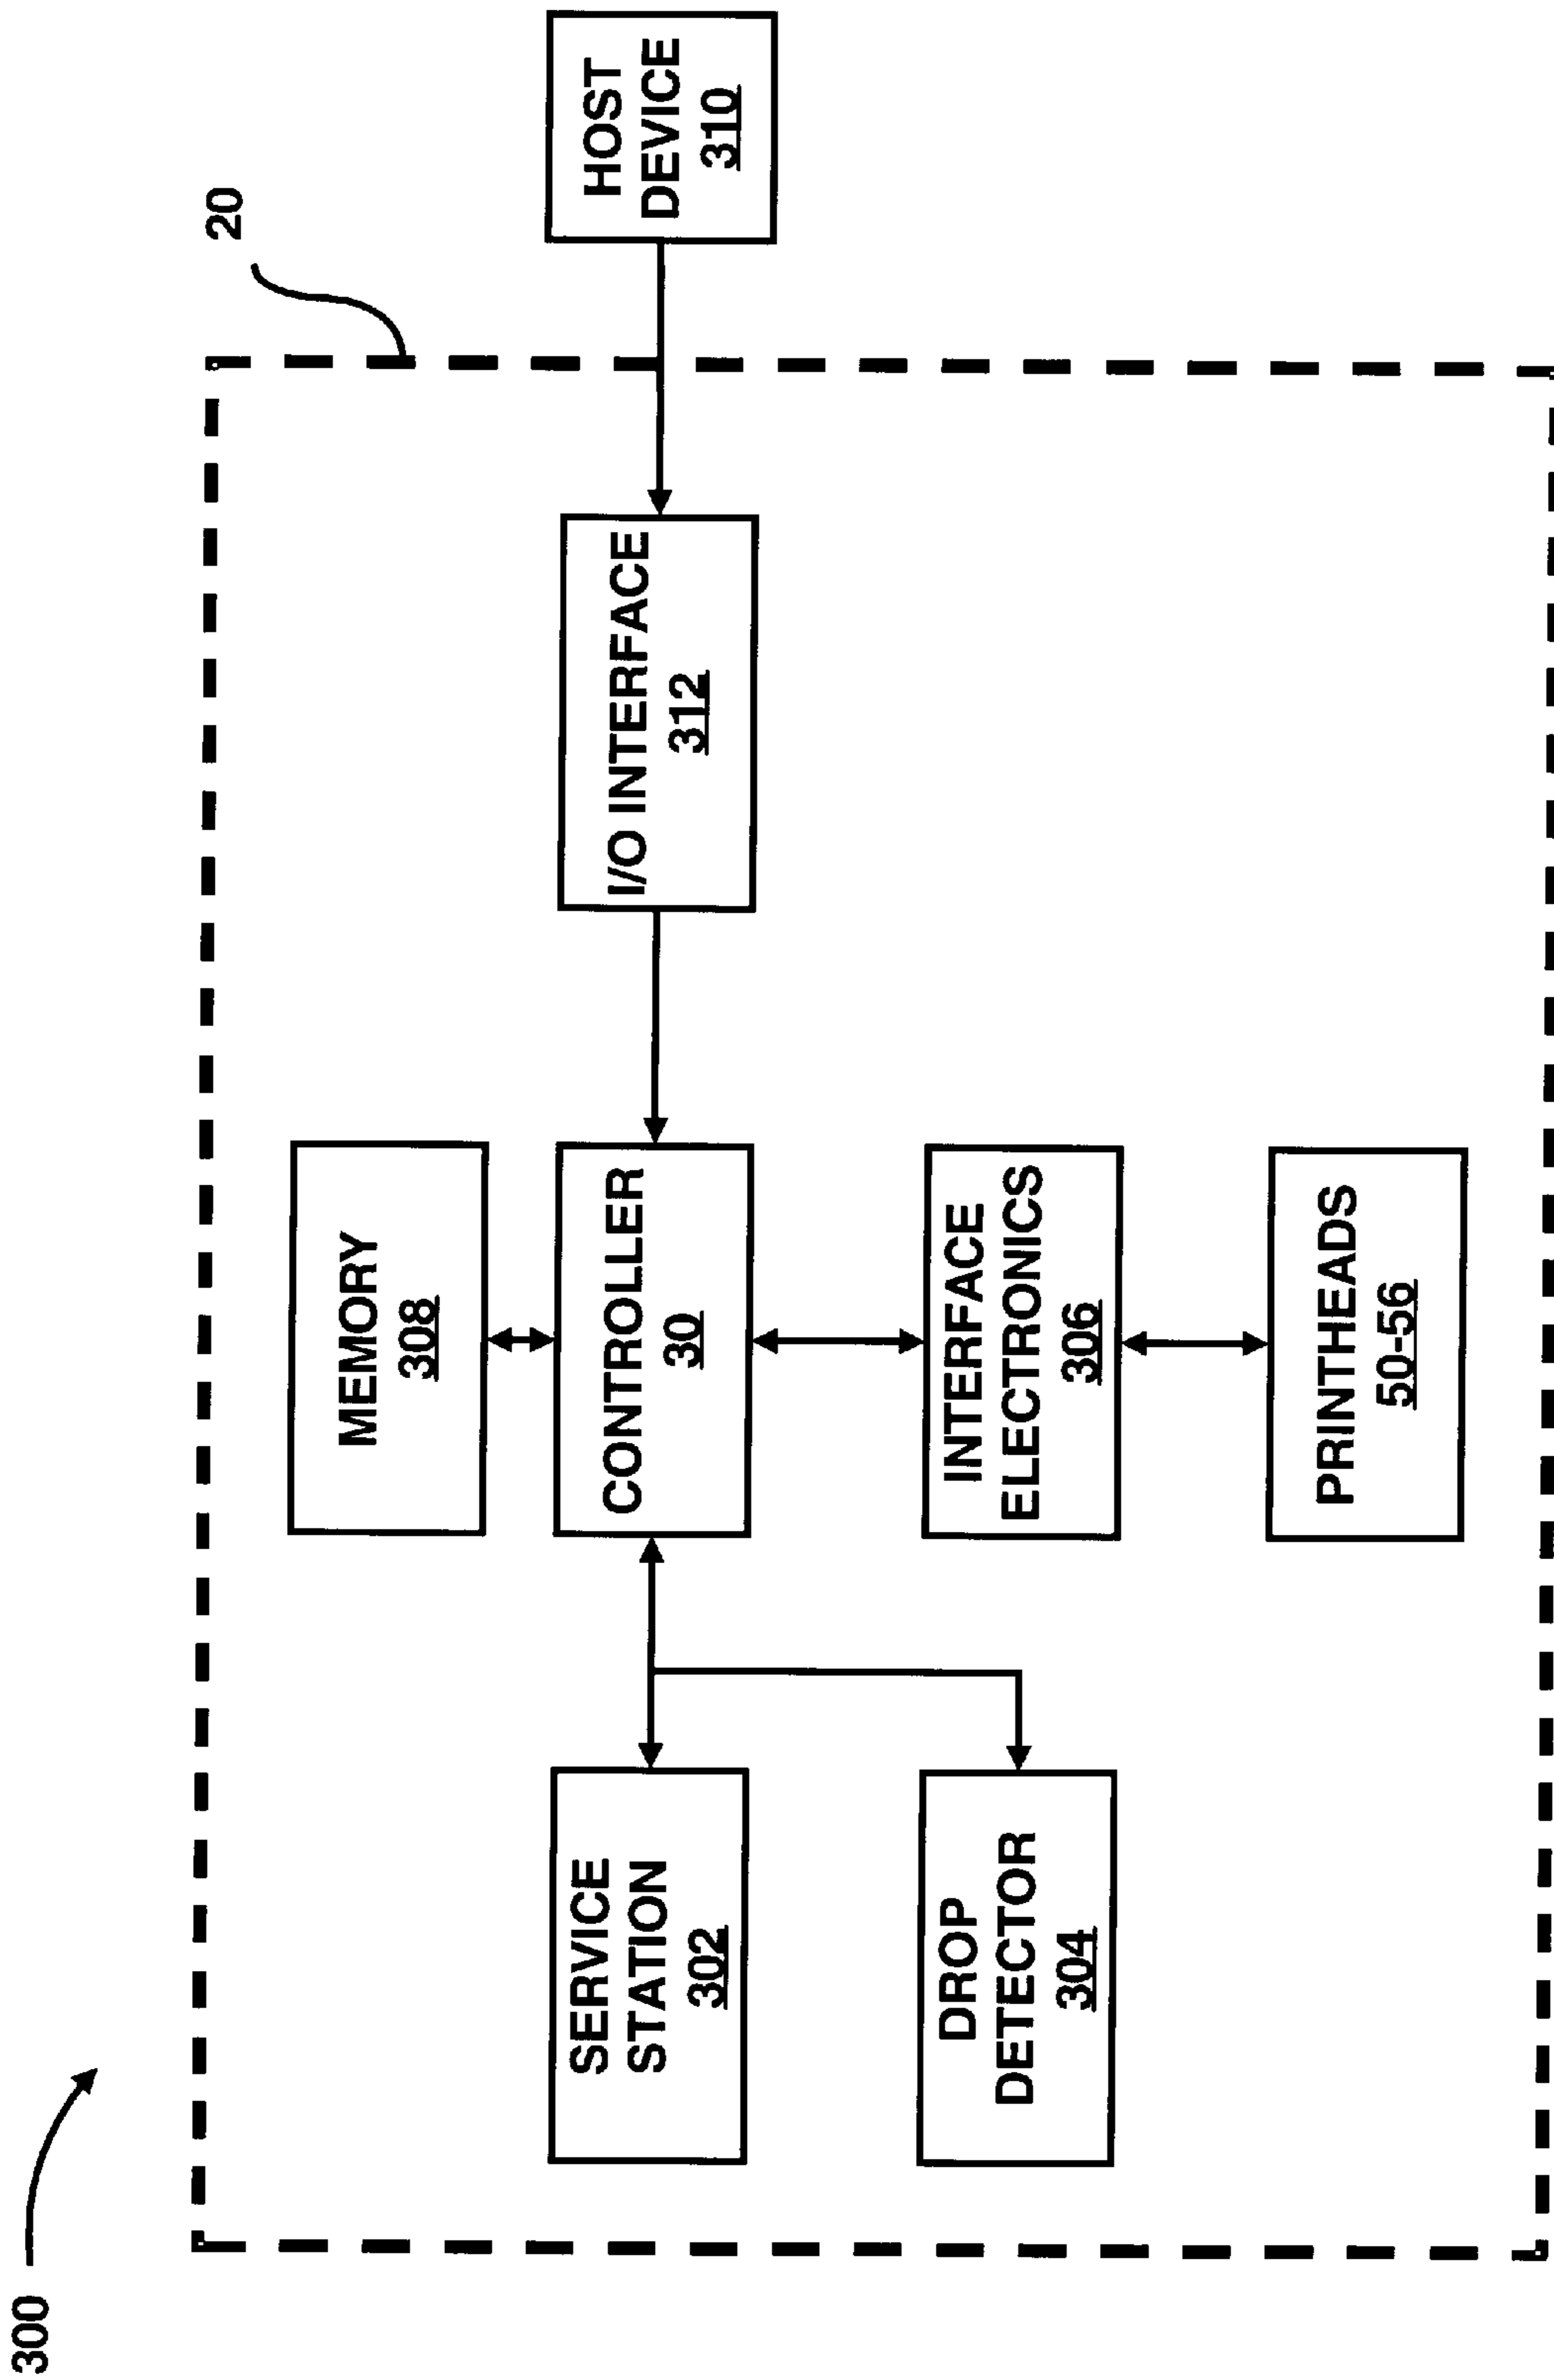 300
20
MEMORY
308
SERVICE
STATION
302
CONTROLLER
30
I/O INTERFACE
312
HOST
DEVICE
310
DROP
DETECTOR
304
INTERFACE
ELECTRONICS
306
PRINTHEADS
50-56